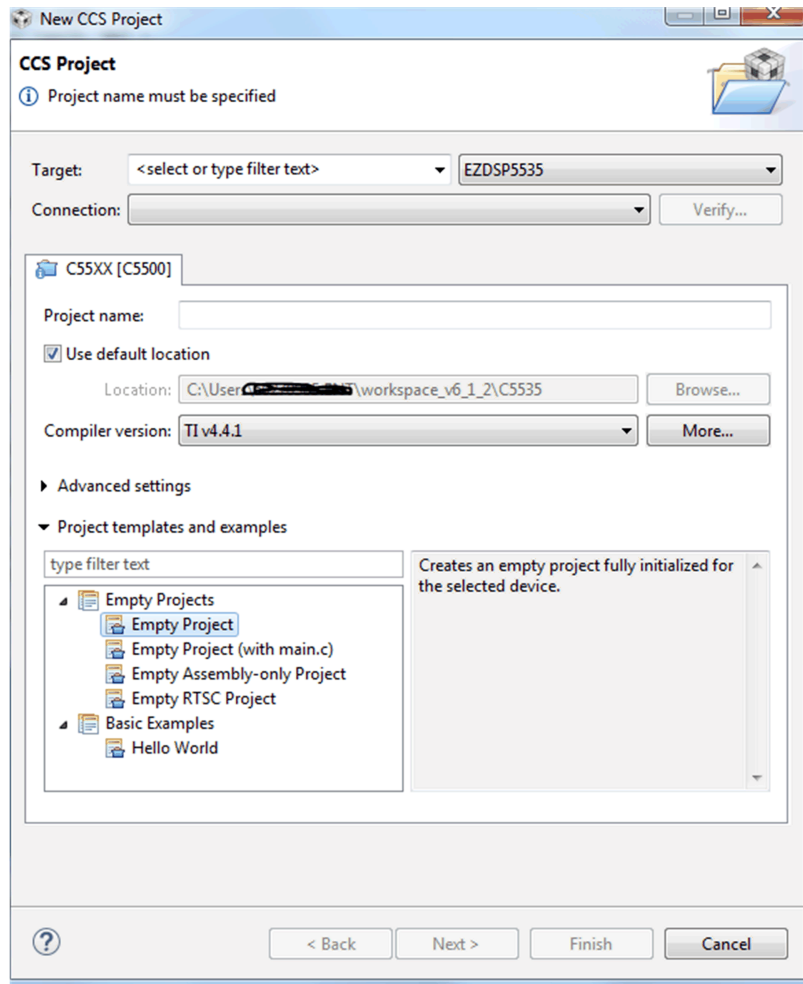 New CCS Project
CCS Project
Project name must be specified
Target: <select or type filter text> EZDSP5535
Connection: Verify...
C55XX [C5500]
Project name:
Use default location
Location: C:\Users \workspace_v6_1_2\C5535 Browse...
Compiler version: TI v4.4.1 More...
Advanced settings
Project templates and examples
type filter text
Creates an empty project fully initialized for
the selected device.
Empty Projects
Empty Project
Empty Project (with main.c)
Empty Assembly-only Project
Empty RTSC Project
Basic Examples
Hello World
< Back Next > Finish Cancel